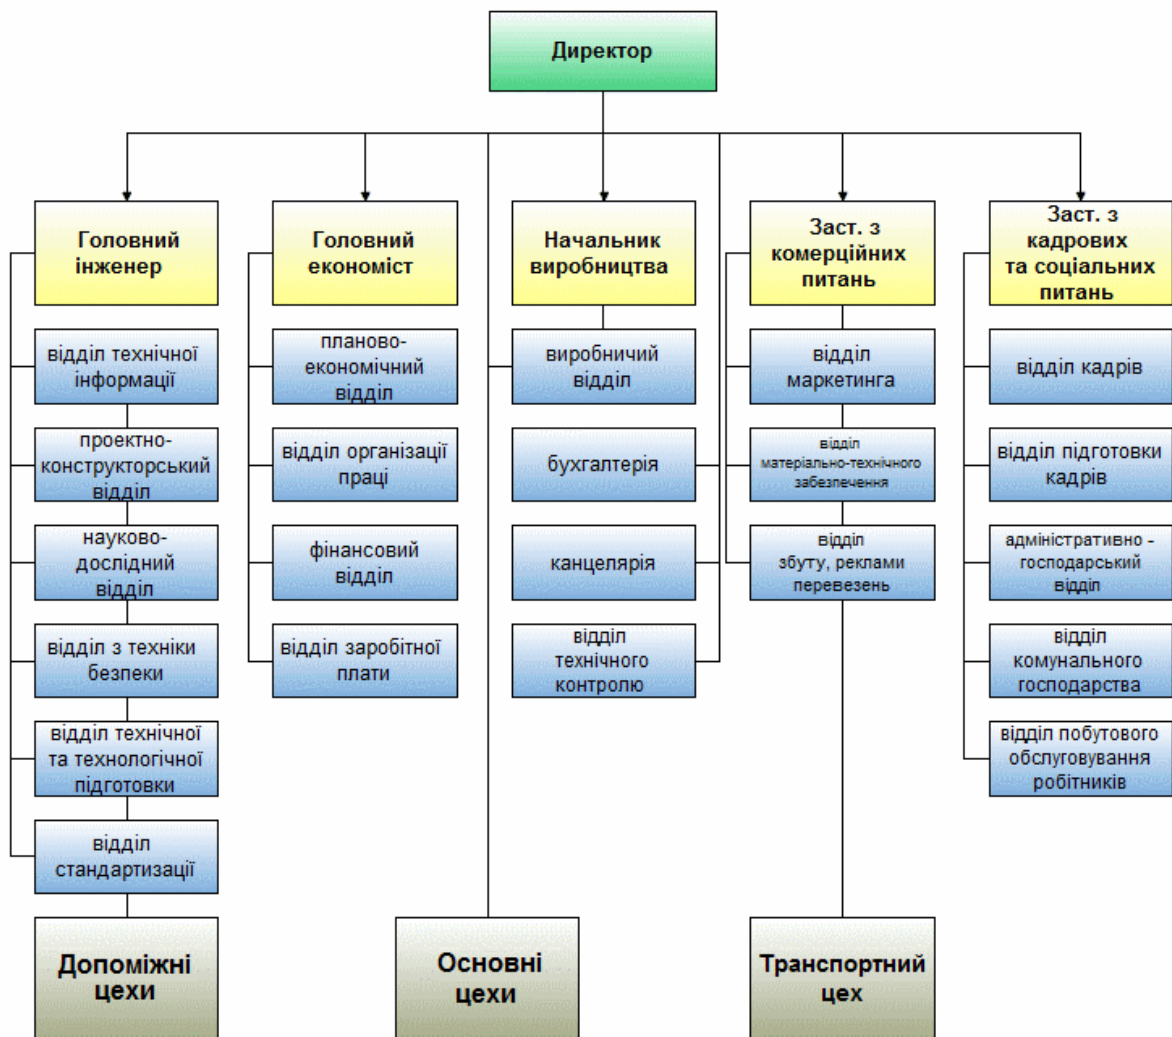 Директор
Головний
інженер
Головний
економіст
Начальник
виробництва
Заст. з
комерційних
питань
Заст. з
кадрових
та соціальних
питань
відділ технічної
інформації
проектно-
конструкторський
відділ
науково-
дослідний
відділ
відділ з техніки
безпеки
відділ технічної
та технологічної
підготовки
відділ
стандартизації
планово-
економічний
відділ
відділ організації
праці
фінансовий
відділ
відділ заробітної
плати
виробничий
відділ
бухгалтерія
канцелярія
відділ
технічного
контролю
відділ
маркетинга
відділ
матеріально-технічного
забезпечення
відділ
збуту, реклами
перевезень
відділ кадрів
відділ підготовки
кадрів
адміністративно -
господарський
відділ
відділ
комунального
господарства
відділ побутового
обслуговування
робітників
Допоміжні
цехи
Основні
цехи
Транспортний
цех